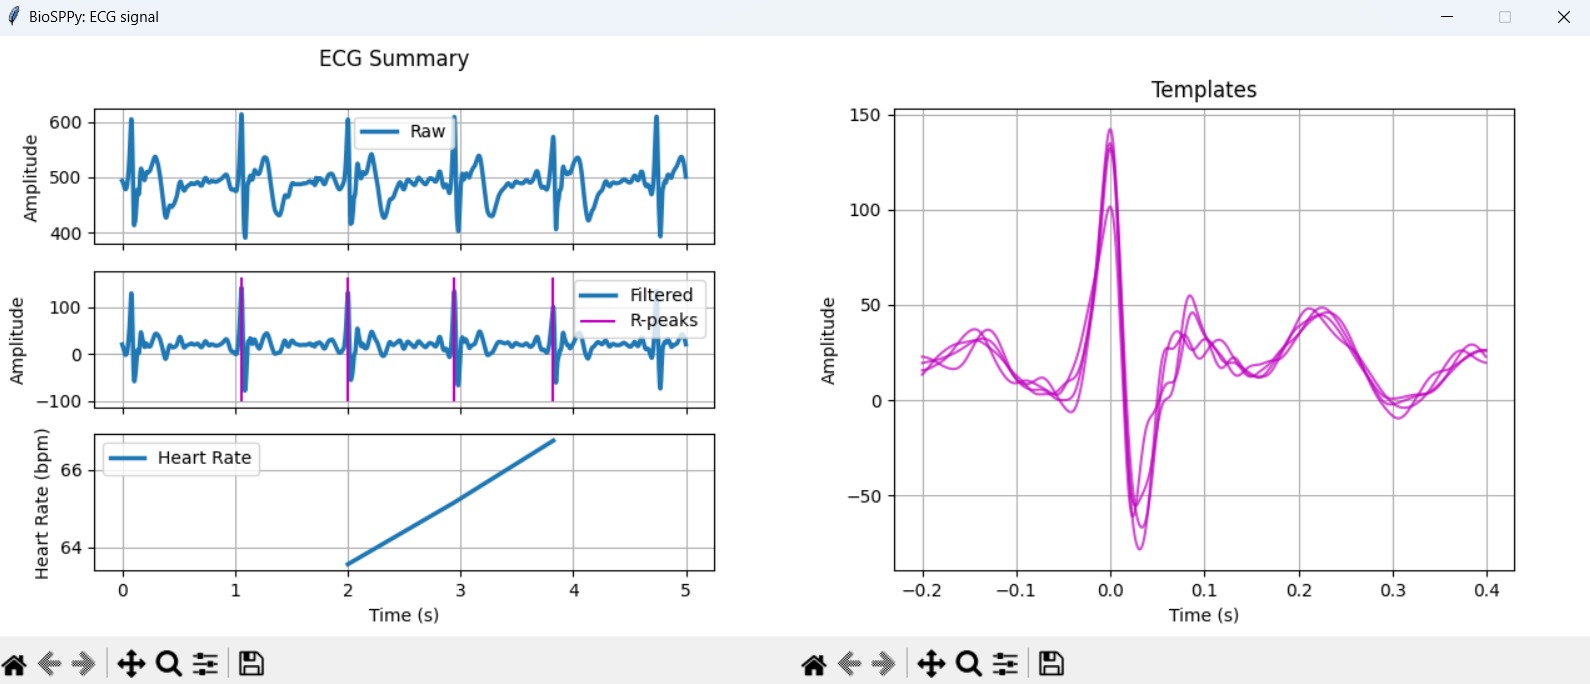 BioSPPy: ECG signal
ECG Summary
600
500
400
Amplitude
Raw
100
0
−100
Amplitude
Filtered
R-peaks
66
64
Heart Rate (bpm)
Heart Rate
0 1 2 3 4 5
Time (s)
Templates
150
100
50
0
−50
Amplitude
−0.2 −0.1 0.0 0.1 0.2 0.3 0.4
Time (s)